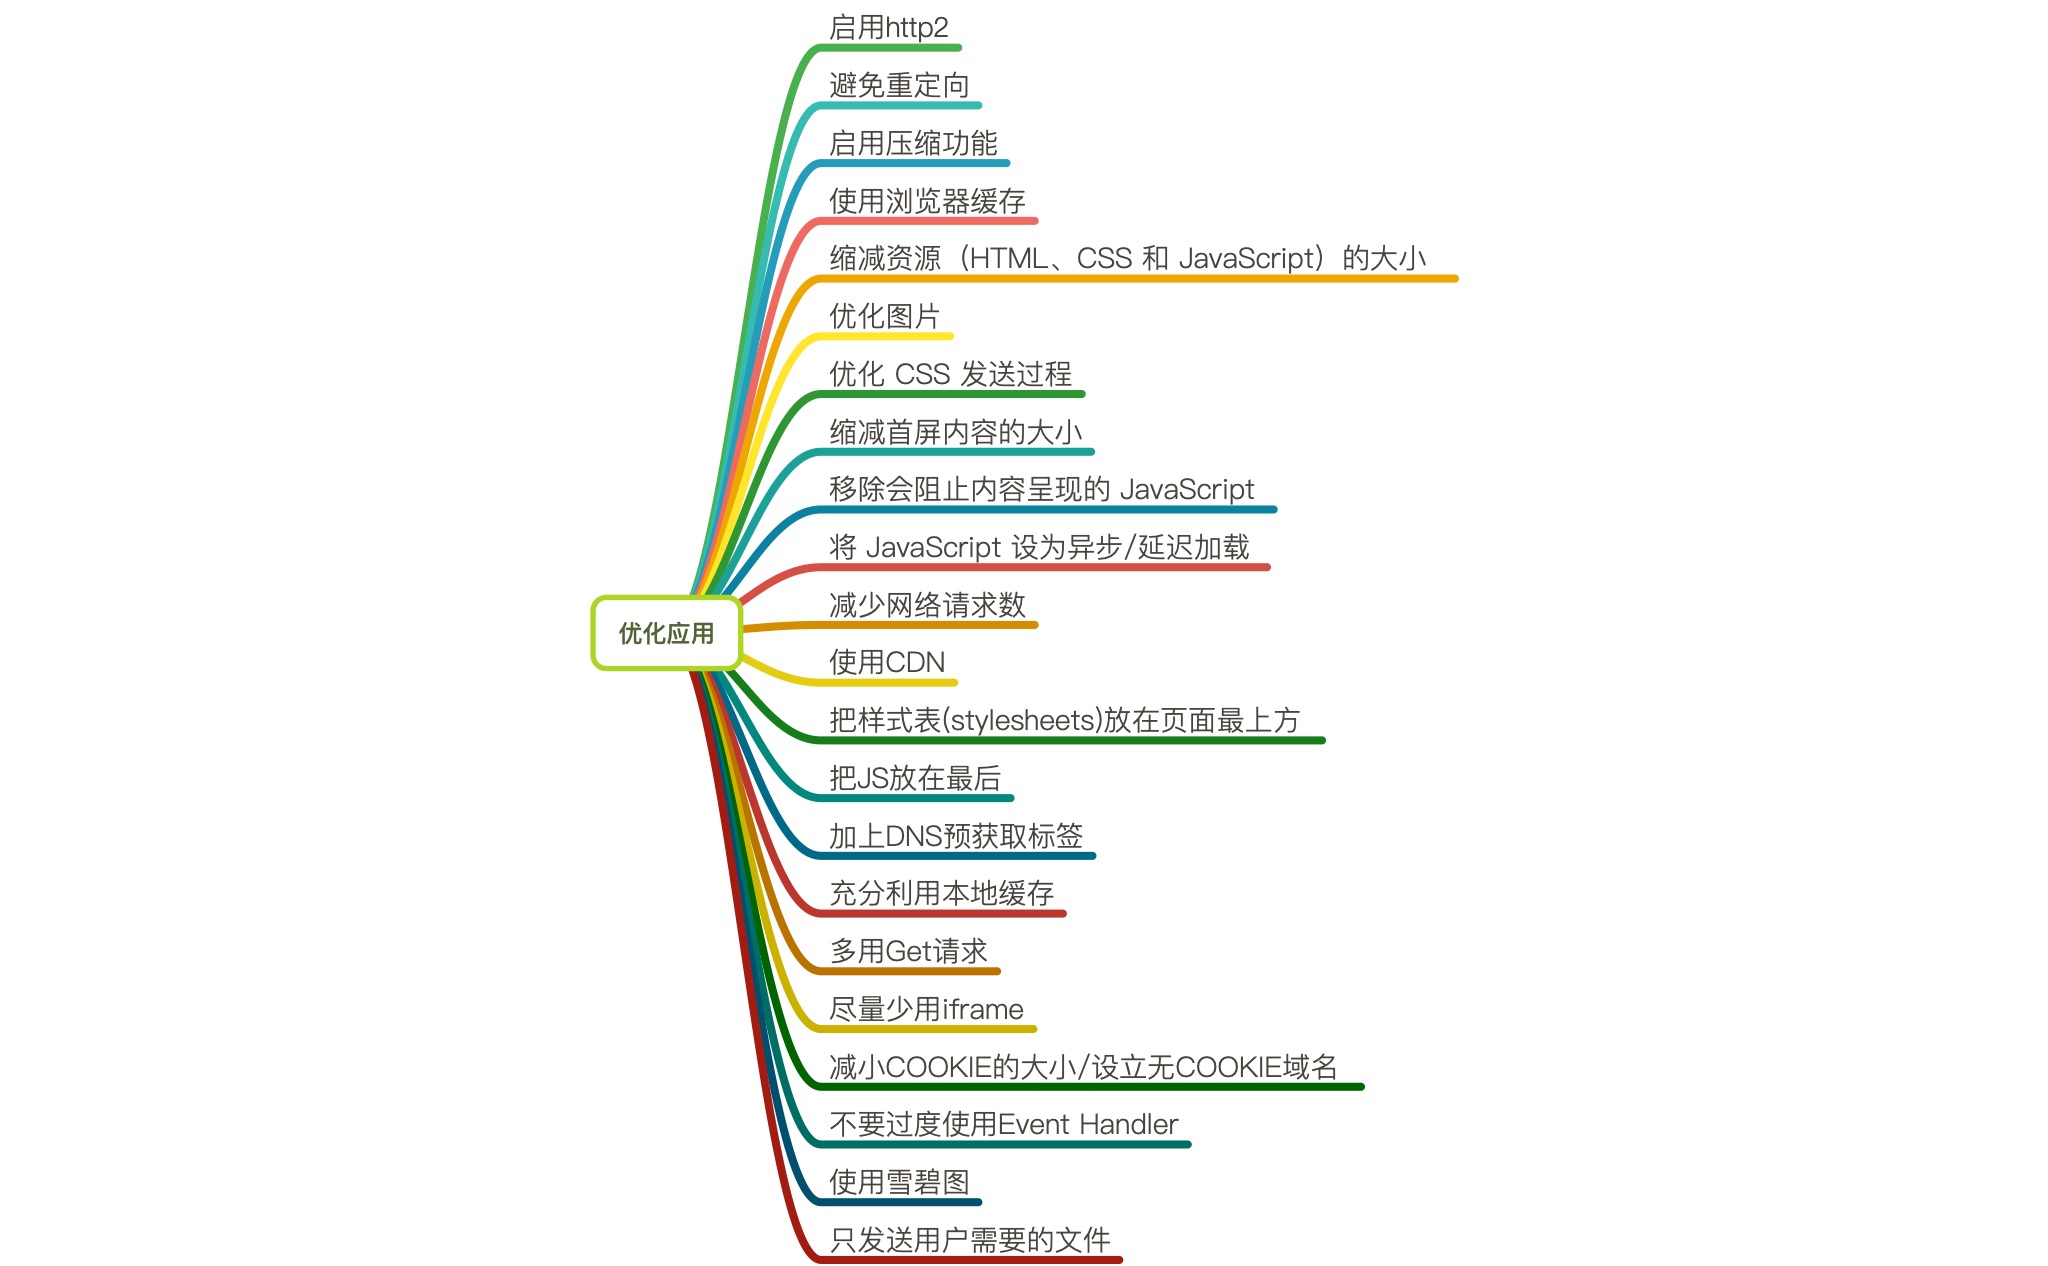 启用http2
避免重定向
启用压缩功能
使用浏览器缓存
缩减资源（HTML、CSS 和 JavaScript）的大小
优化图片
优化 CSS 发送过程
缩减首屏内容的大小
移除会阻止内容呈现的 JavaScript
将 JavaScript 设为异步/延迟加载
减少网络请求数
优化应用
使用CDN
把样式表(stylesheets)放在页面最上方
把JS放在最后
加上DNS预获取标签
充分利用本地缓存
多用Get请求
尽量少用iframe
减小COOKIE的大小/设立无COOKIE域名
不要过度使用Event Handler
使用雪碧图
只发送用户需要的文件